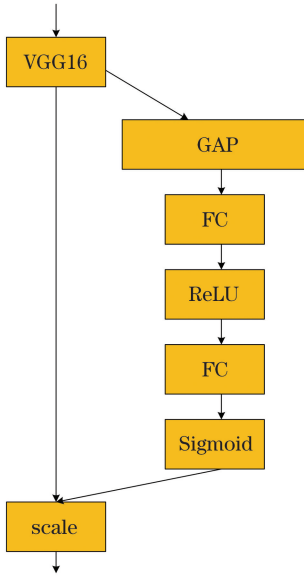 VGG16
GAP
FC
ReLU
FC
Sigmoid
scale